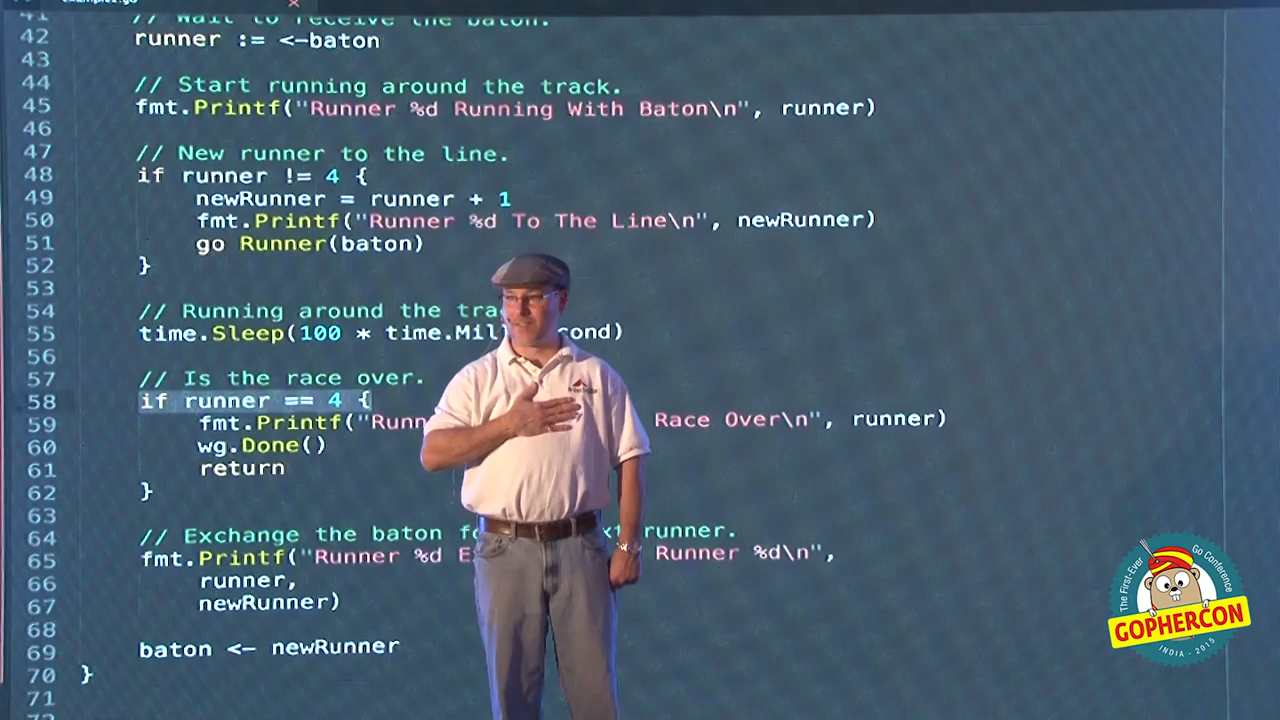 41 // Wait to receive the baton.
42 runner := <-baton
43
44 // Start running around the track.
45 fmt.Printf("Runner %d Running With Baton\n", runner)
46
47 // New runner to the line.
48 if runner != 4 {
49 newRunner = runner + 1
50 fmt.Printf("Runner %d To The Line\n", newRunner)
51 go Runner(baton)
52 }
53
54 // Running around the tra
55 time.Sleep(100 * time.Mil cond)
56
57 // Is the race over.
58 if runner == 4 {
59 fmt.Printf("Runn Race Over\n", runner)
60 wg.Done()
61 return
62 }
63
64 // Exchange the baton fo xt runner.
65 fmt.Printf("Runner %d E Runner %d\n",
66 runner,
67 newRunner)
68
69 baton <- newRunner
70 }
71
The First-Ever Go Conference
GOPHERCON
INDIA - 2015